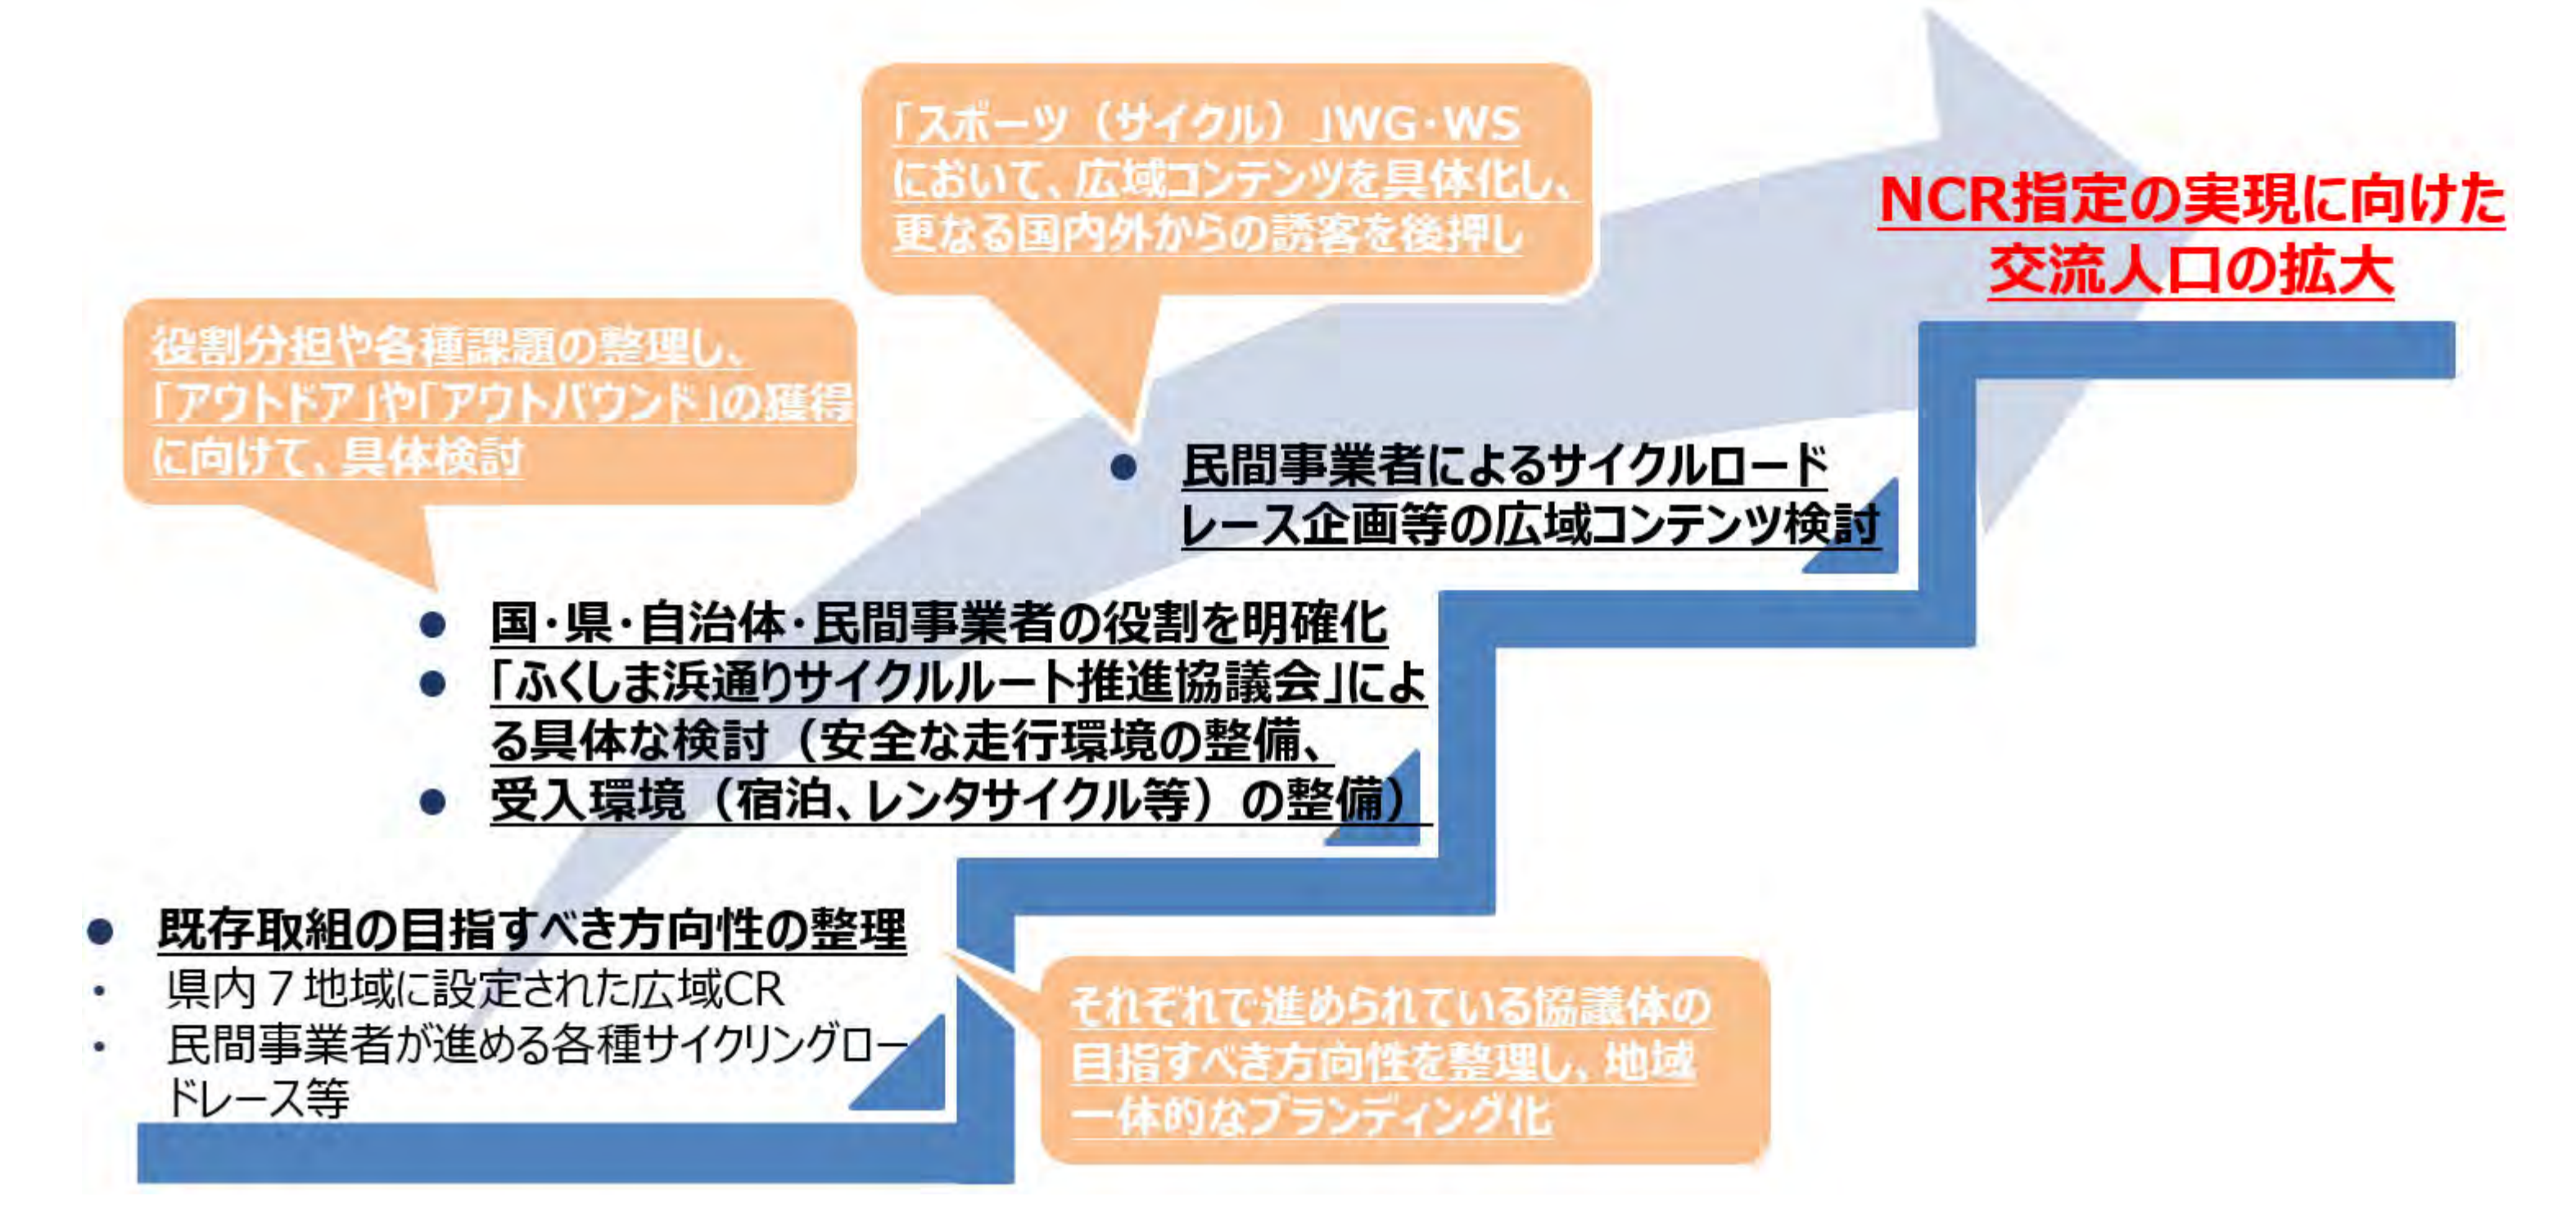 「スポーツ（サイクル）」WG・WS
において、広域コンテンツを具体化し、
更なる国内外からの誘客を後押し
NCR指定の実現に向けた
交流人口の拡大
役割分担や各種課題の整理し、
「アウトドア」や「アウトバウンド」の獲得
に向けて、具体検討
● 民間事業者によるサイクルロード
レース企画等の広域コンテンツ検討
● 国・県・自治体・民間事業者の役割を明確化
● 「ふくしま浜通りサイクルルート推進協議会」によ
る具体な検討（安全な走行環境の整備、
● 受入環境（宿泊、レンタサイクル等）の整備）
● 既存取組の目指すべき方向性の整理
・ 県内７地域に設定された広域CR
・ 民間事業者が進める各種サイクリングロー
ドレース等
それぞれで進められている協議体の
目指すべき方向性を整理し、地域
一体的なブランディング化